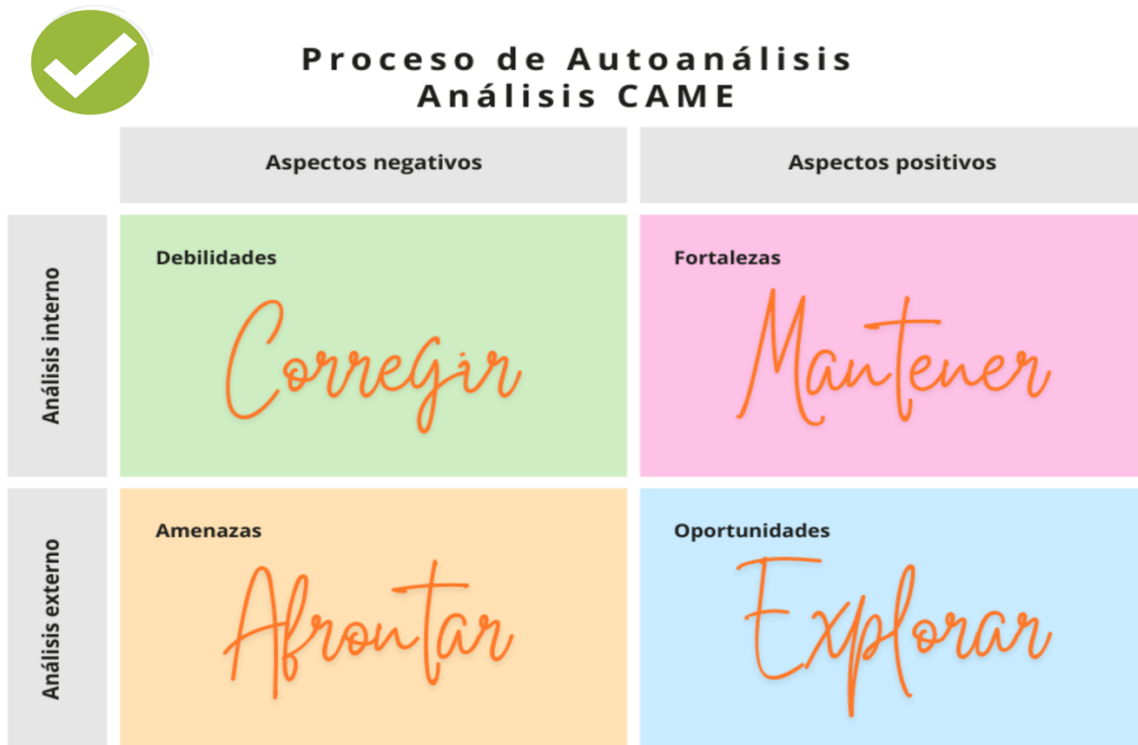 Proceso de Autoanálisis
Análisis CAME
Aspectos negativos
Aspectos positivos
Análisis interno
Debilidades
Corregir
Fortalezas
Mantener
Análisis externo
Amenazas
Afrontar
Oportunidades
Explorar